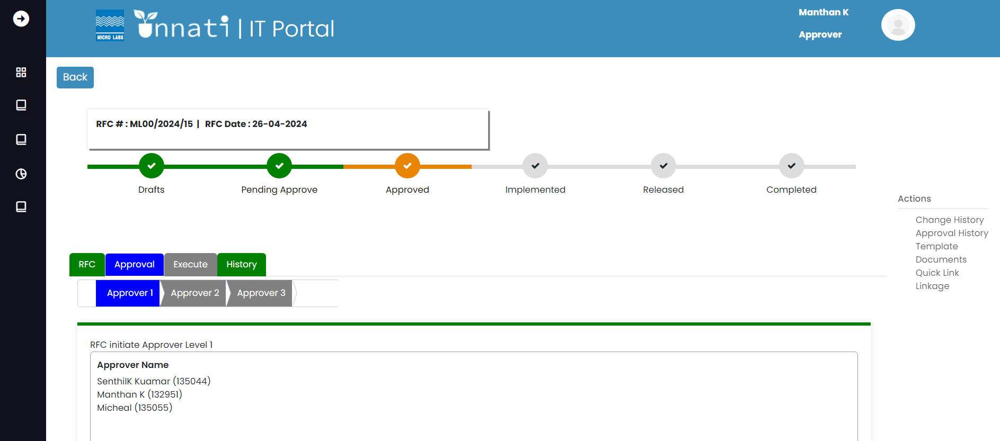 MICRO LABS
Unnati | IT Portal
Manthan K
Approver
Back
RFC # : ML00/2024/15 | RFC Date : 26-04-2024
Drafts
Pending Approve
Approved
Implemented
Released
Completed
Actions
Change History
Approval History
Template
Documents
Quick Link
Linkage
RFC
Approval
Execute
History
Approver 1
Approver 2
Approver 3
RFC initiate Approver Level 1
Approver Name
SenthilK Kuamar (135044)
Manthan K (132951)
Micheal (135055)